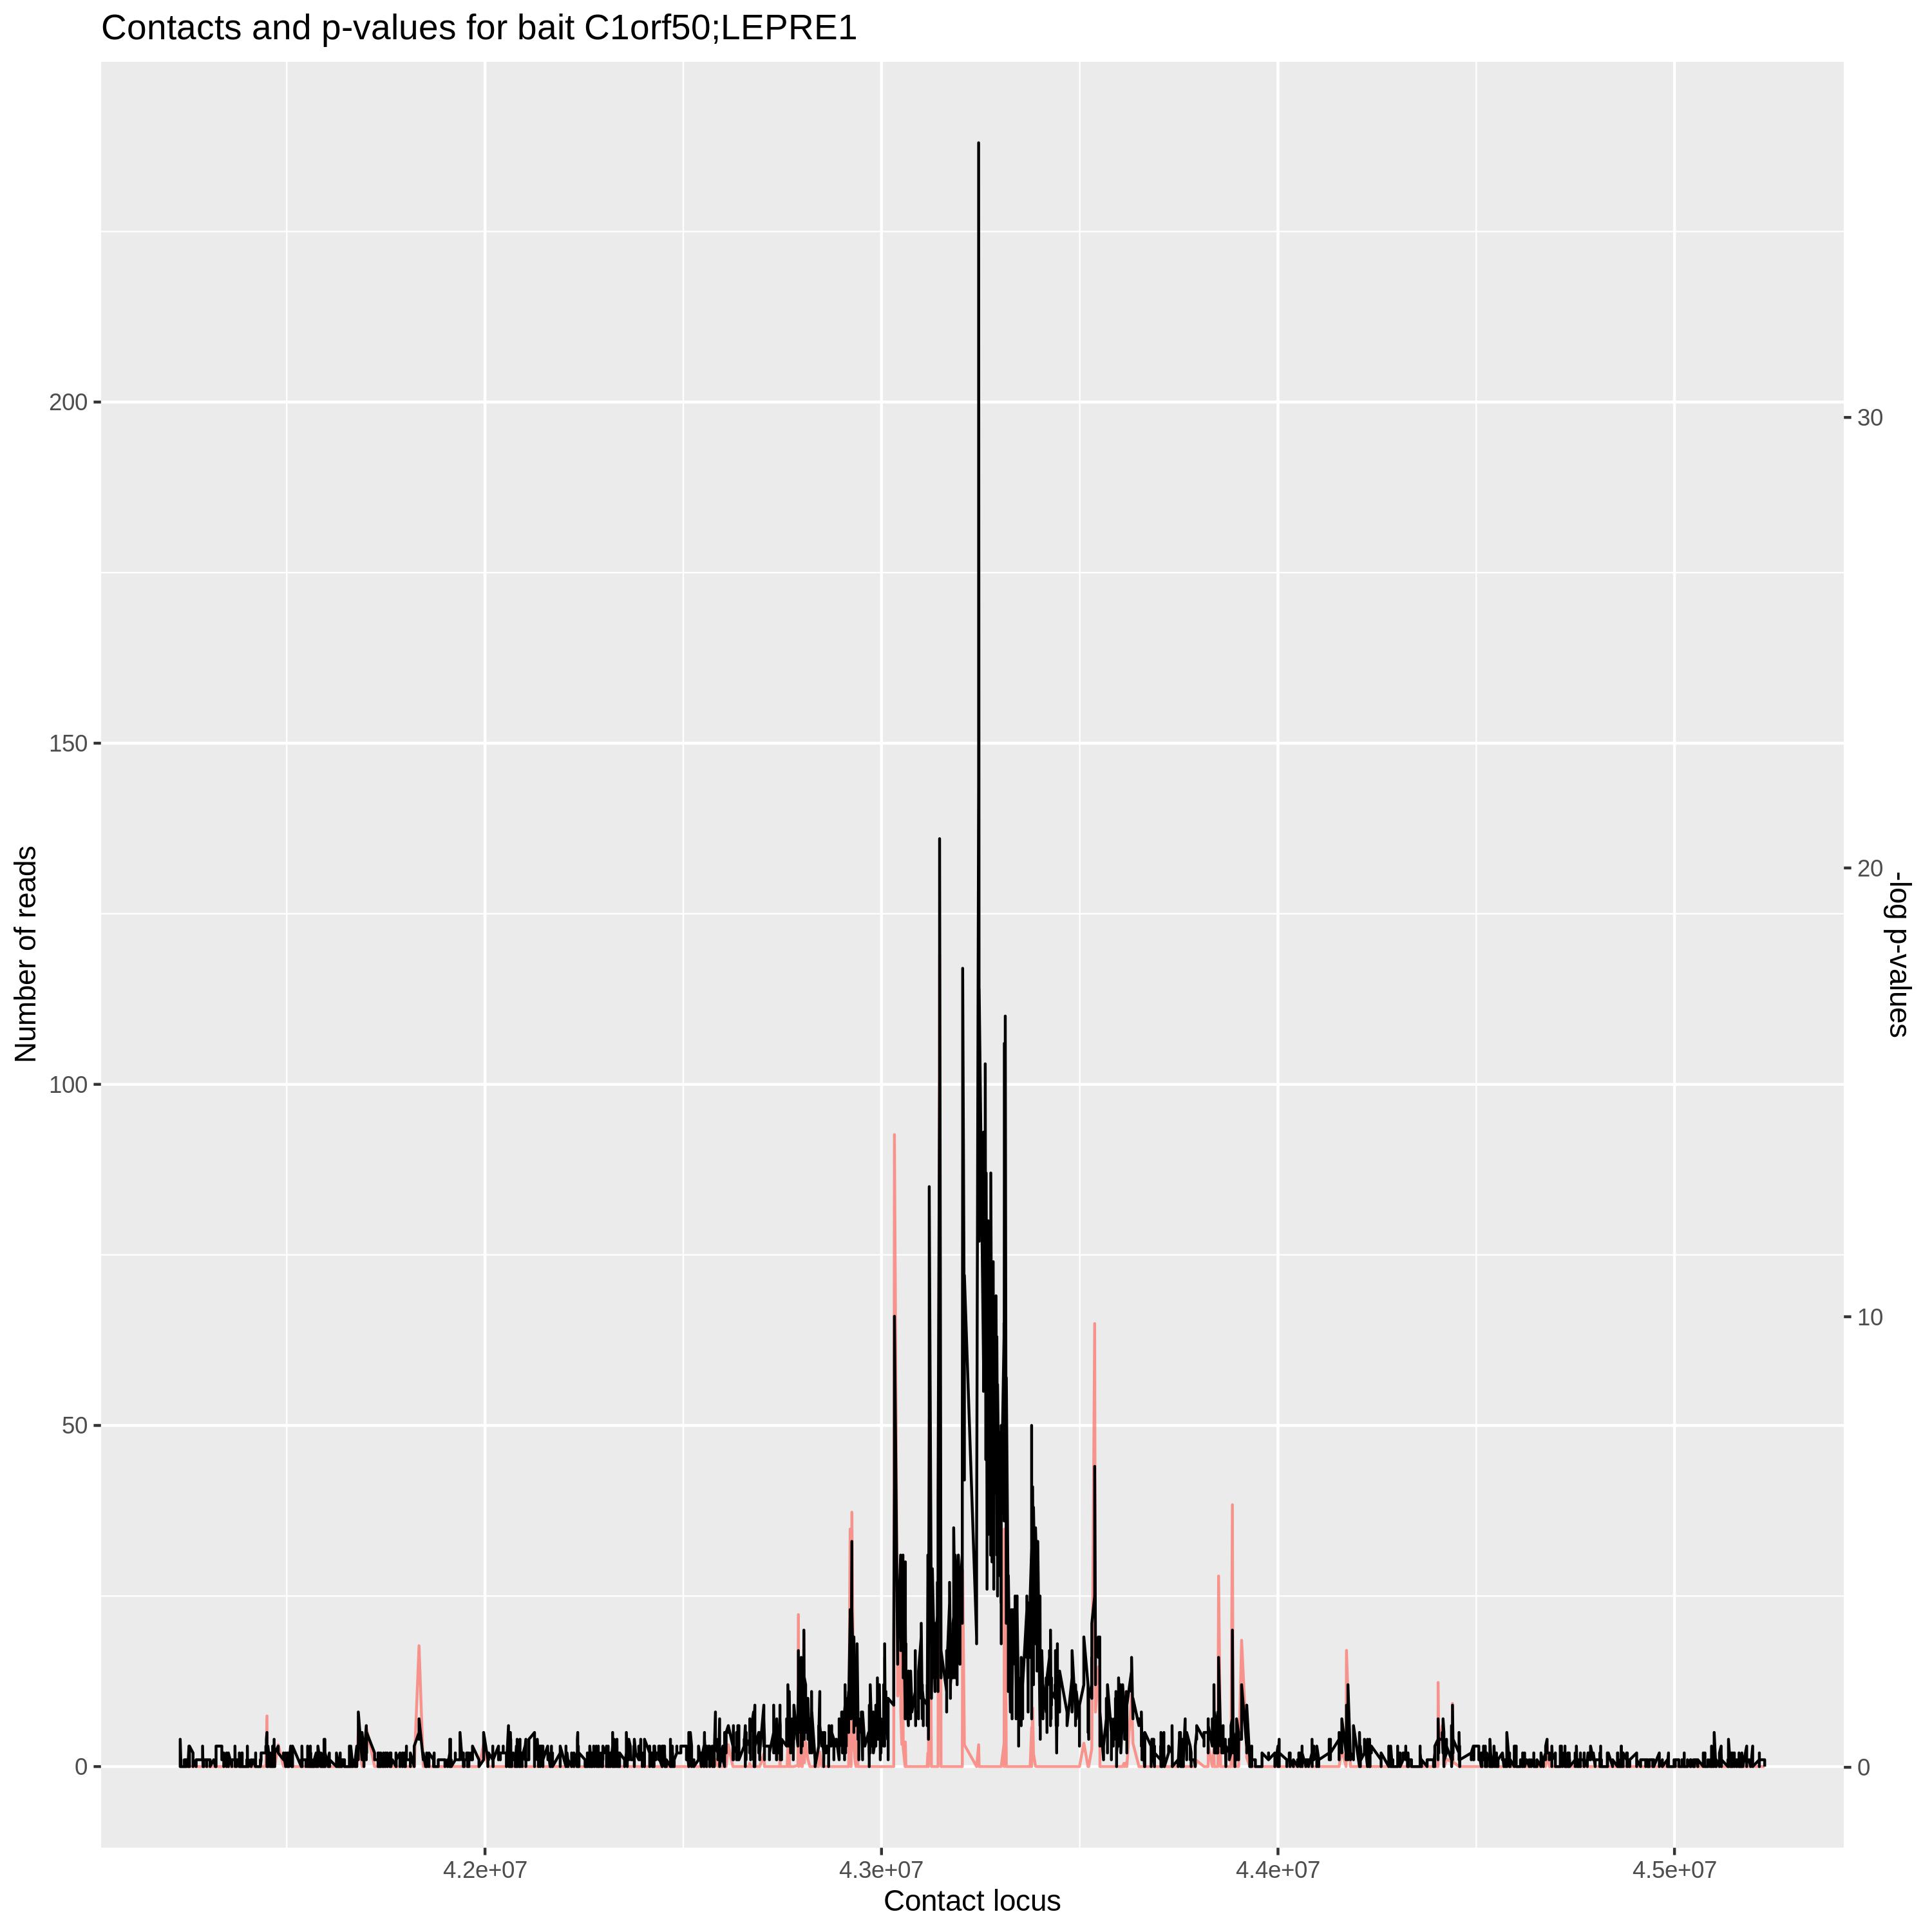 Contacts and p-values for bait C1orf50;LEPRE1
200
150
100
50
0
Number of reads
30
20
10
0
-log p-values
4.2e+07
4.3e+07
4.4e+07
4.5e+07
Contact locus